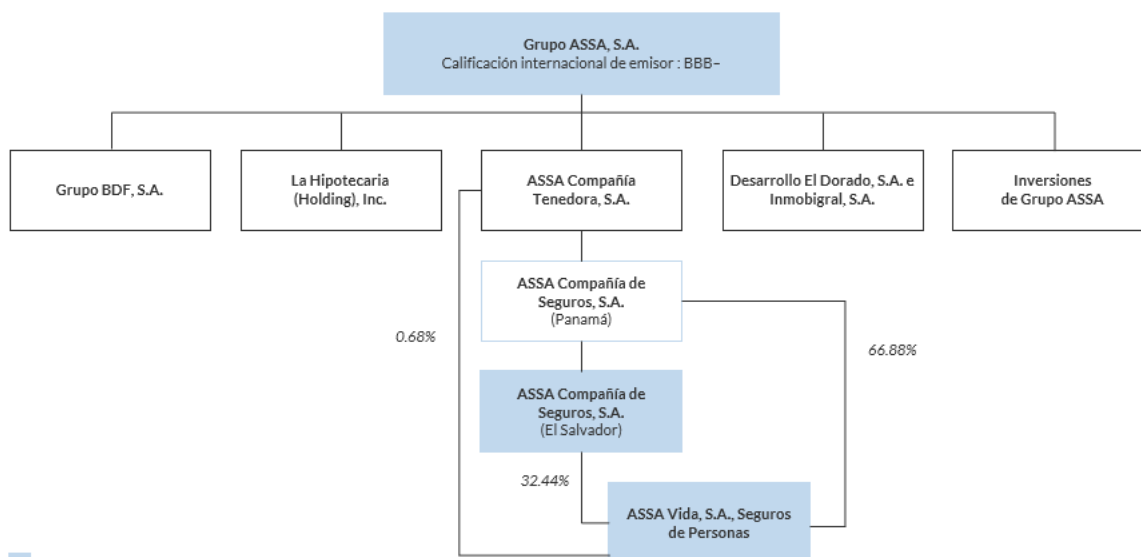 Grupo ASSA, S.A.
Calificación internacional de emisor : BBB–
Grupo BDF, S.A.
La Hipotecaria
(Holding), Inc.
ASSA Compañía
Tenedora, S.A.
Desarrollo El Dorado, S.A. e
Inmobigral, S.A.
Inversiones
de Grupo ASSA
ASSA Compañía de
Seguros, S.A.
(Panamá)
0.68%
66.88%
ASSA Compañía de
Seguros, S.A.
(El Salvador)
32.44%
ASSA Vida, S.A., Seguros
de Personas